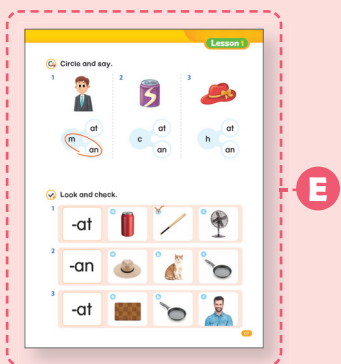 Lesson 1
Circle and say.
1 2 3
at at at
m c h
an an an
Look and check.
1
-at
2
-an
3
-at
E